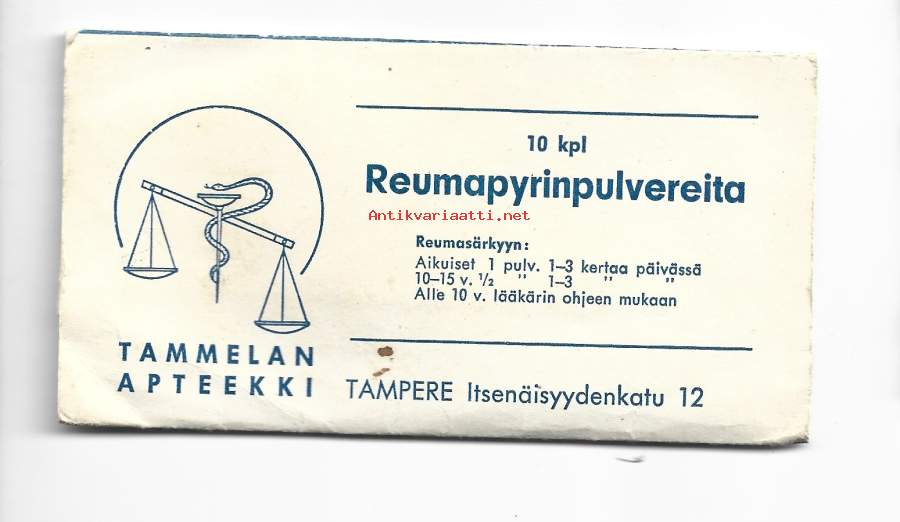 10 kpl
Reumapyrinpulvereita
Antikvariaatti.net
Reumasärkyyn:
Aikuiset 1 pulv. 1–3 kertaa päivässä
10–15 v. ½ " 1–3 " "
Alle 10 v. lääkärin ohjeen mukaan
TAMMELAN
APTEEKKI TAMPERE Itsenäisyydenkatu 12